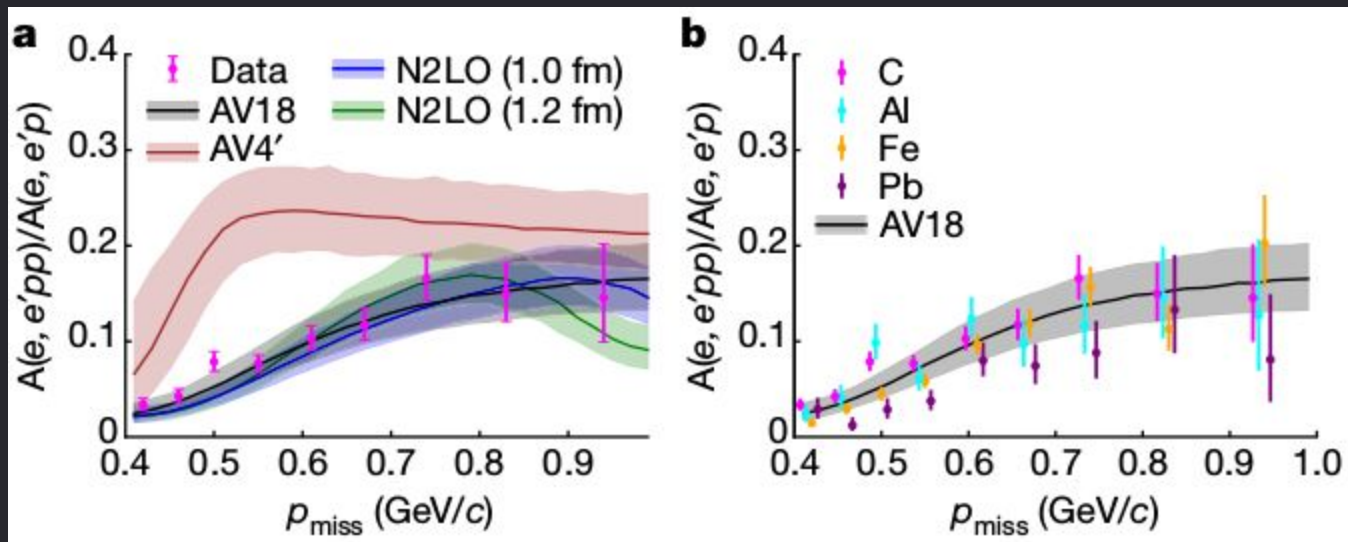 a
A(e, e′pp)/A(e, e′p)
0.4
0.3
0.2
0.1
0
Data
AV18
AV4′
N2LO (1.0 fm)
N2LO (1.2 fm)
0.4 0.5 0.6 0.7 0.8 0.9
pmiss (GeV/c)
b
A(e, e′pp)/A(e, e′p)
0.4
0.3
0.2
0.1
0
C
Al
Fe
Pb
AV18
0.4 0.5 0.6 0.7 0.8 0.9 1.0
pmiss (GeV/c)